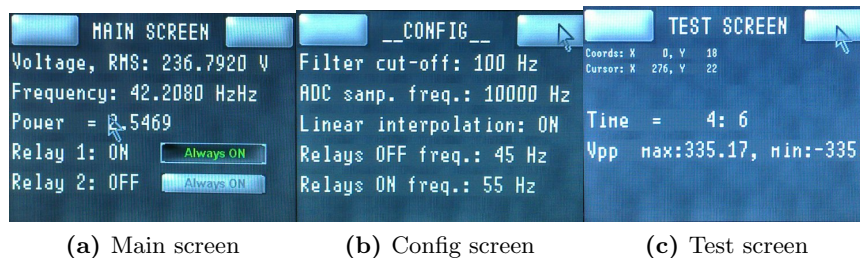 MAIN SCREEN
Voltage, RMS: 236.7920 V
Frequency: 42.2080 HzHz
Power = .5469
Relay 1: ON Always ON
Relay 2: OFF Always ON
(a) Main screen
__CONFIG__
Filter cut-off: 100 Hz
ADC samp. freq.: 10000 Hz
Linear interpolation: ON
Relays OFF freq.: 45 Hz
Relays ON freq.: 55 Hz
(b) Config screen
TEST SCREEN
Coords: X 0, Y 18
Cursor: X 276, Y 22
Time = 4: 6
Vpp max:335.17, min:-335
(c) Test screen